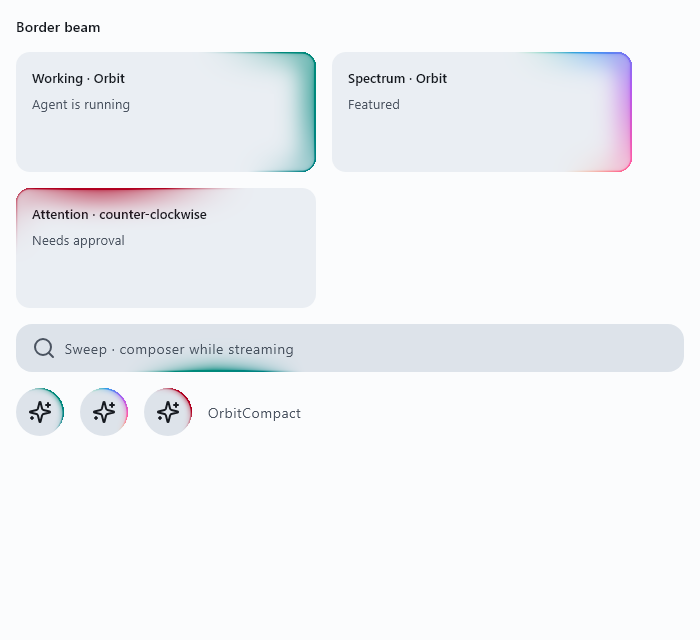 Border beam
Working · Orbit
Agent is running
Spectrum · Orbit
Featured
Attention · counter-clockwise
Needs approval
Sweep · composer while streaming
OrbitCompact